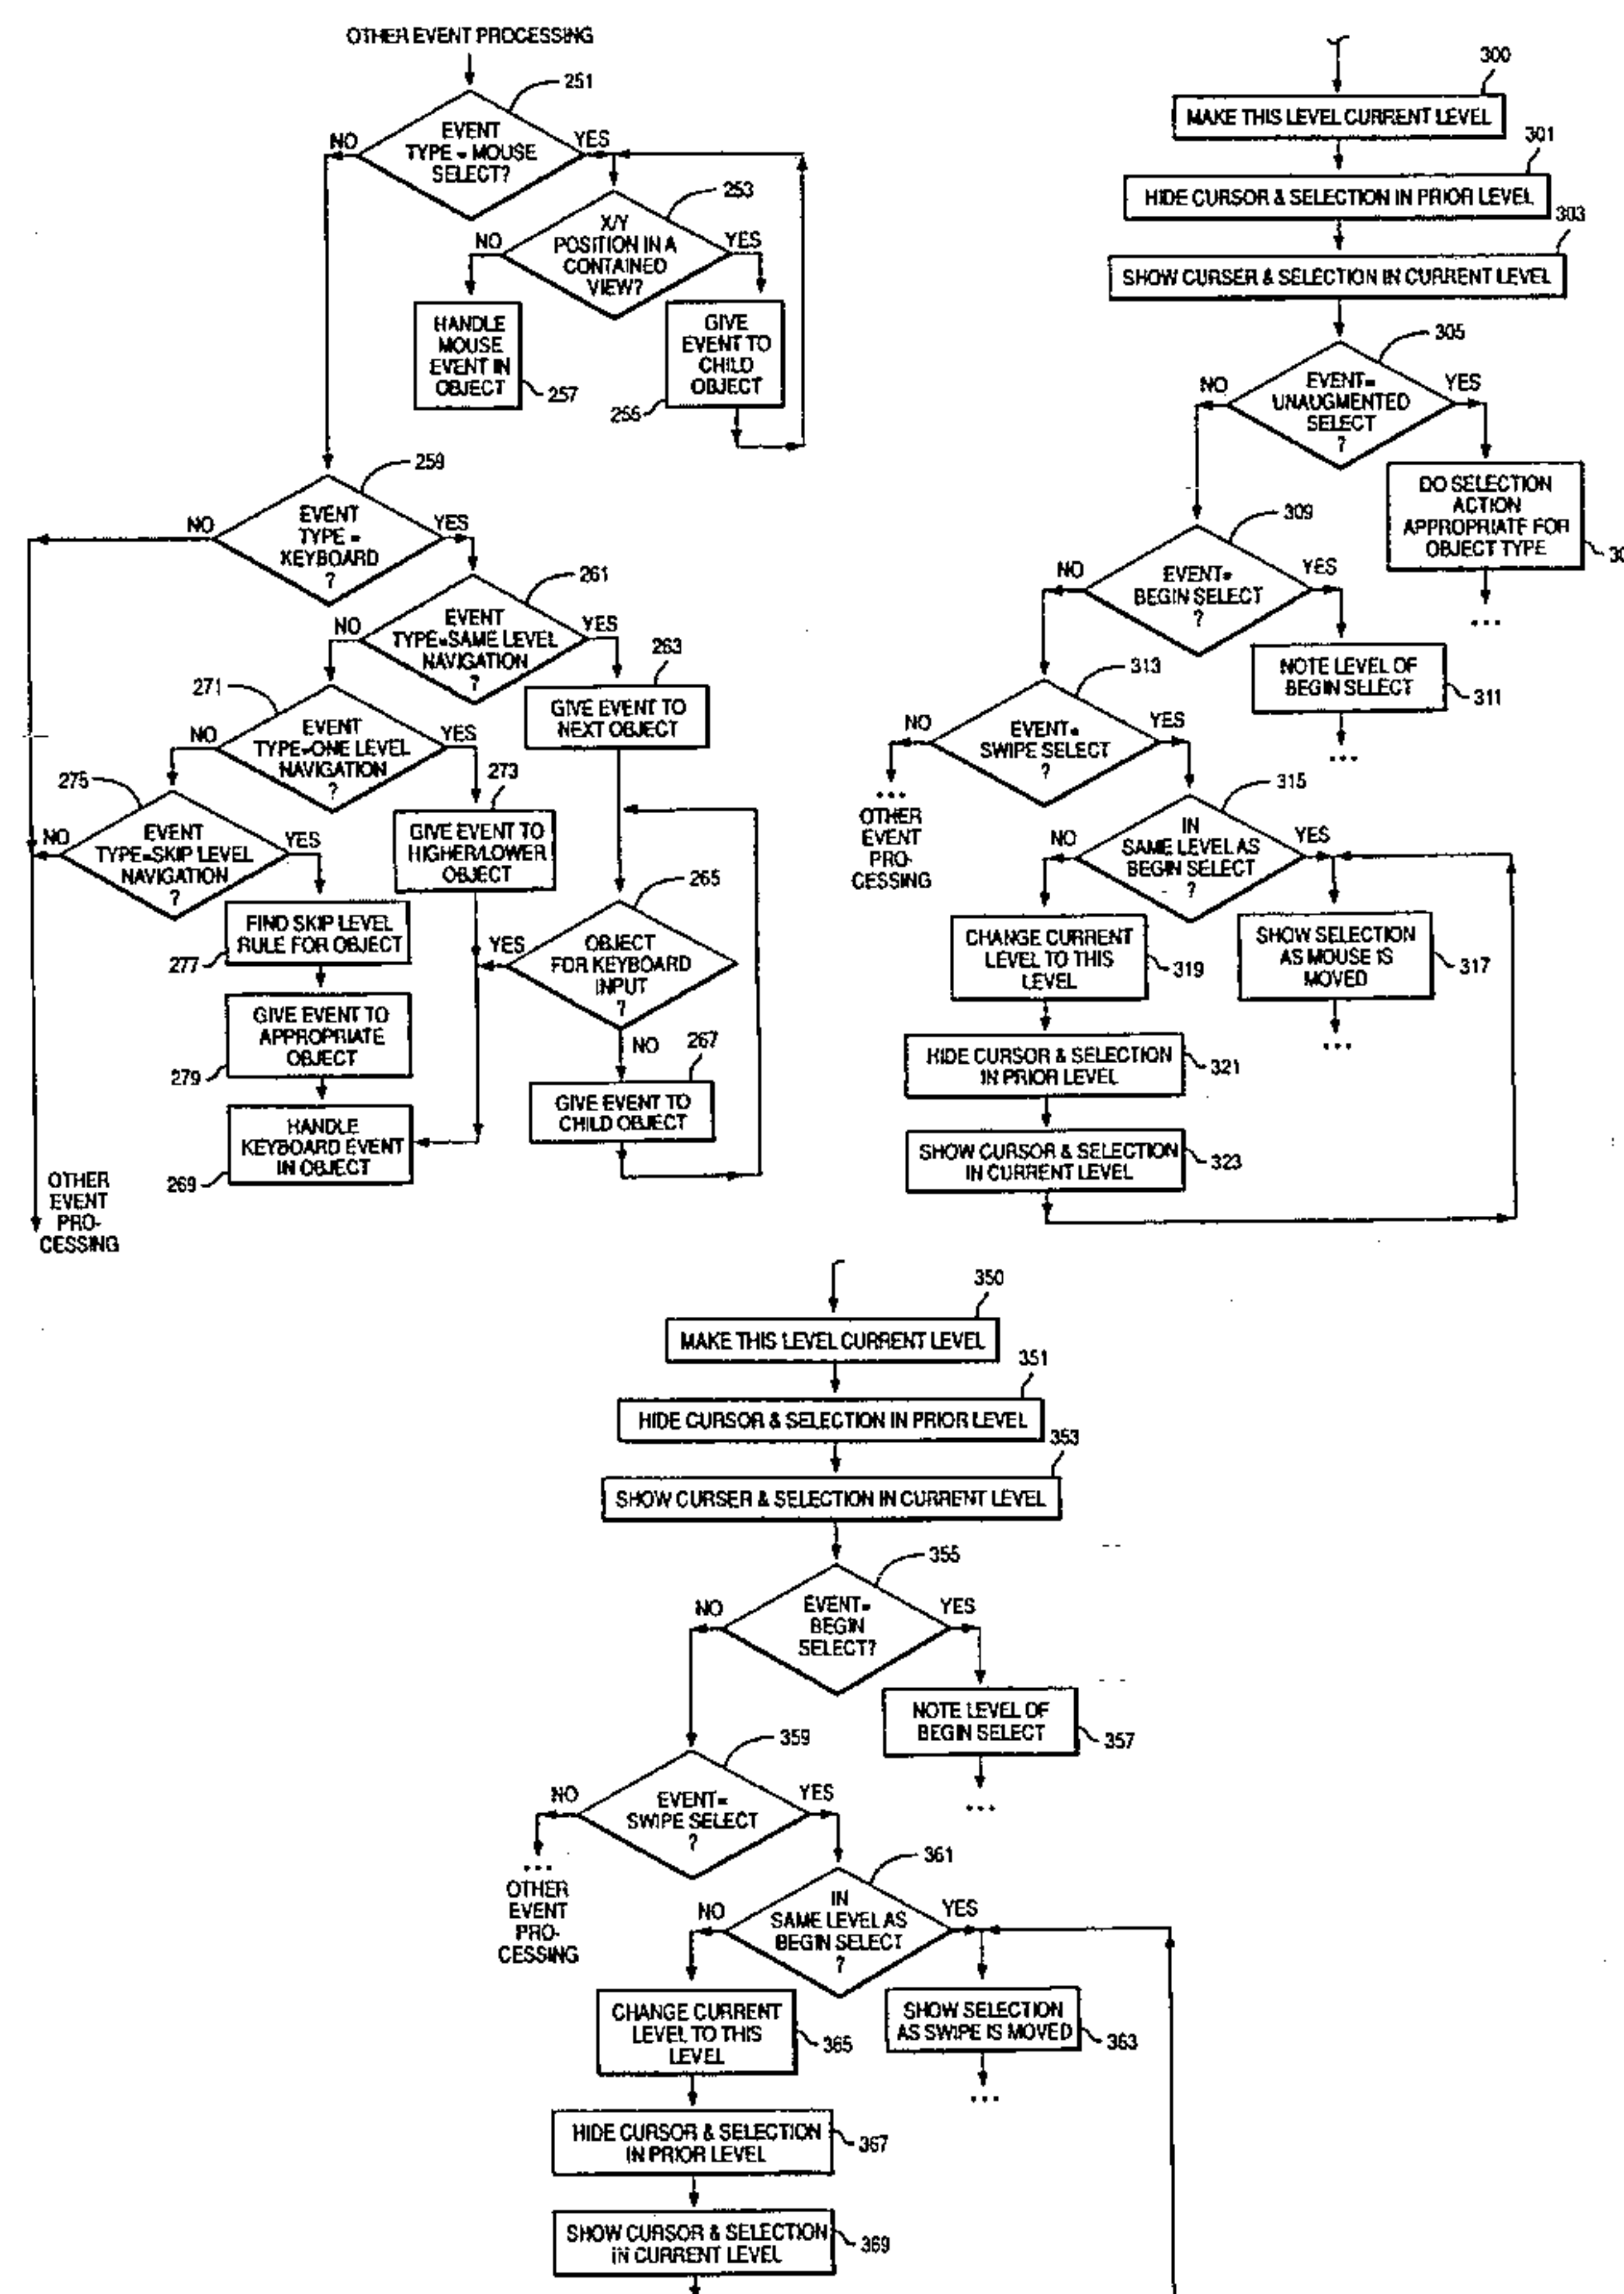 OTHER EVENT PROCESSING
251
EVENT
TYPE = MOUSE
SELECT?
NO
YES
253
X/Y
POSITION IN A
CONTAINED
VIEW?
NO
YES
HANDLE
MOUSE
EVENT IN
OBJECT
257
GIVE
EVENT TO
CHILD
OBJECT
255
259
EVENT
TYPE =
KEYBOARD
?
NO
YES
261
EVENT
TYPE=SAME LEVEL
NAVIGATION
?
NO
YES
263
GIVE EVENT TO
NEXT OBJECT
271
EVENT
TYPE=ONE LEVEL
NAVIGATION
?
NO
YES
273
GIVE EVENT TO
HIGHER/LOWER
OBJECT
275
EVENT
TYPE=SKIP LEVEL
NAVIGATION
?
NO
YES
265
OBJECT
FOR KEYBOARD
INPUT
?
YES
NO
267
GIVE EVENT TO
CHILD OBJECT
FIND SKIP LEVEL
RULE FOR OBJECT
277
GIVE EVENT TO
APPROPRIATE
OBJECT
279
HANDLE
KEYBOARD EVENT
IN OBJECT
269
OTHER
EVENT
PRO-
CESSING
300
MAKE THIS LEVEL CURRENT LEVEL
301
HIDE CURSOR & SELECTION IN PRIOR LEVEL
303
SHOW CURSER & SELECTION IN CURRENT LEVEL
305
EVENT=
UNAUGMENTED
SELECT
?
NO
YES
DO SELECTION
ACTION
APPROPRIATE FOR
OBJECT TYPE
...
309
EVENT=
BEGIN SELECT
?
NO
YES
NOTE LEVEL OF
BEGIN SELECT
311
...
313
EVENT=
SWIPE SELECT
?
NO
YES
...
OTHER
EVENT
PRO-
CESSING
315
IN
SAME LEVEL AS
BEGIN SELECT
?
NO
YES
CHANGE CURRENT
LEVEL TO THIS
LEVEL
319
SHOW SELECTION
AS MOUSE IS
MOVED
317
...
HIDE CURSOR & SELECTION
IN PRIOR LEVEL
321
SHOW CURSOR & SELECTION
IN CURRENT LEVEL
323
350
MAKE THIS LEVEL CURRENT LEVEL
351
HIDE CURSOR & SELECTION IN PRIOR LEVEL
353
SHOW CURSER & SELECTION IN CURRENT LEVEL
355
EVENT=
BEGIN
SELECT?
NO
YES
NOTE LEVEL OF
BEGIN SELECT
357
...
359
EVENT=
SWIPE SELECT
?
NO
YES
...
OTHER
EVENT
PRO-
CESSING
361
IN
SAME LEVEL AS
BEGIN SELECT
?
NO
YES
CHANGE CURRENT
LEVEL TO THIS
LEVEL
365
SHOW SELECTION
AS SWIPE IS MOVED
363
...
HIDE CURSOR & SELECTION
IN PRIOR LEVEL
367
SHOW CURSOR & SELECTION
IN CURRENT LEVEL
369